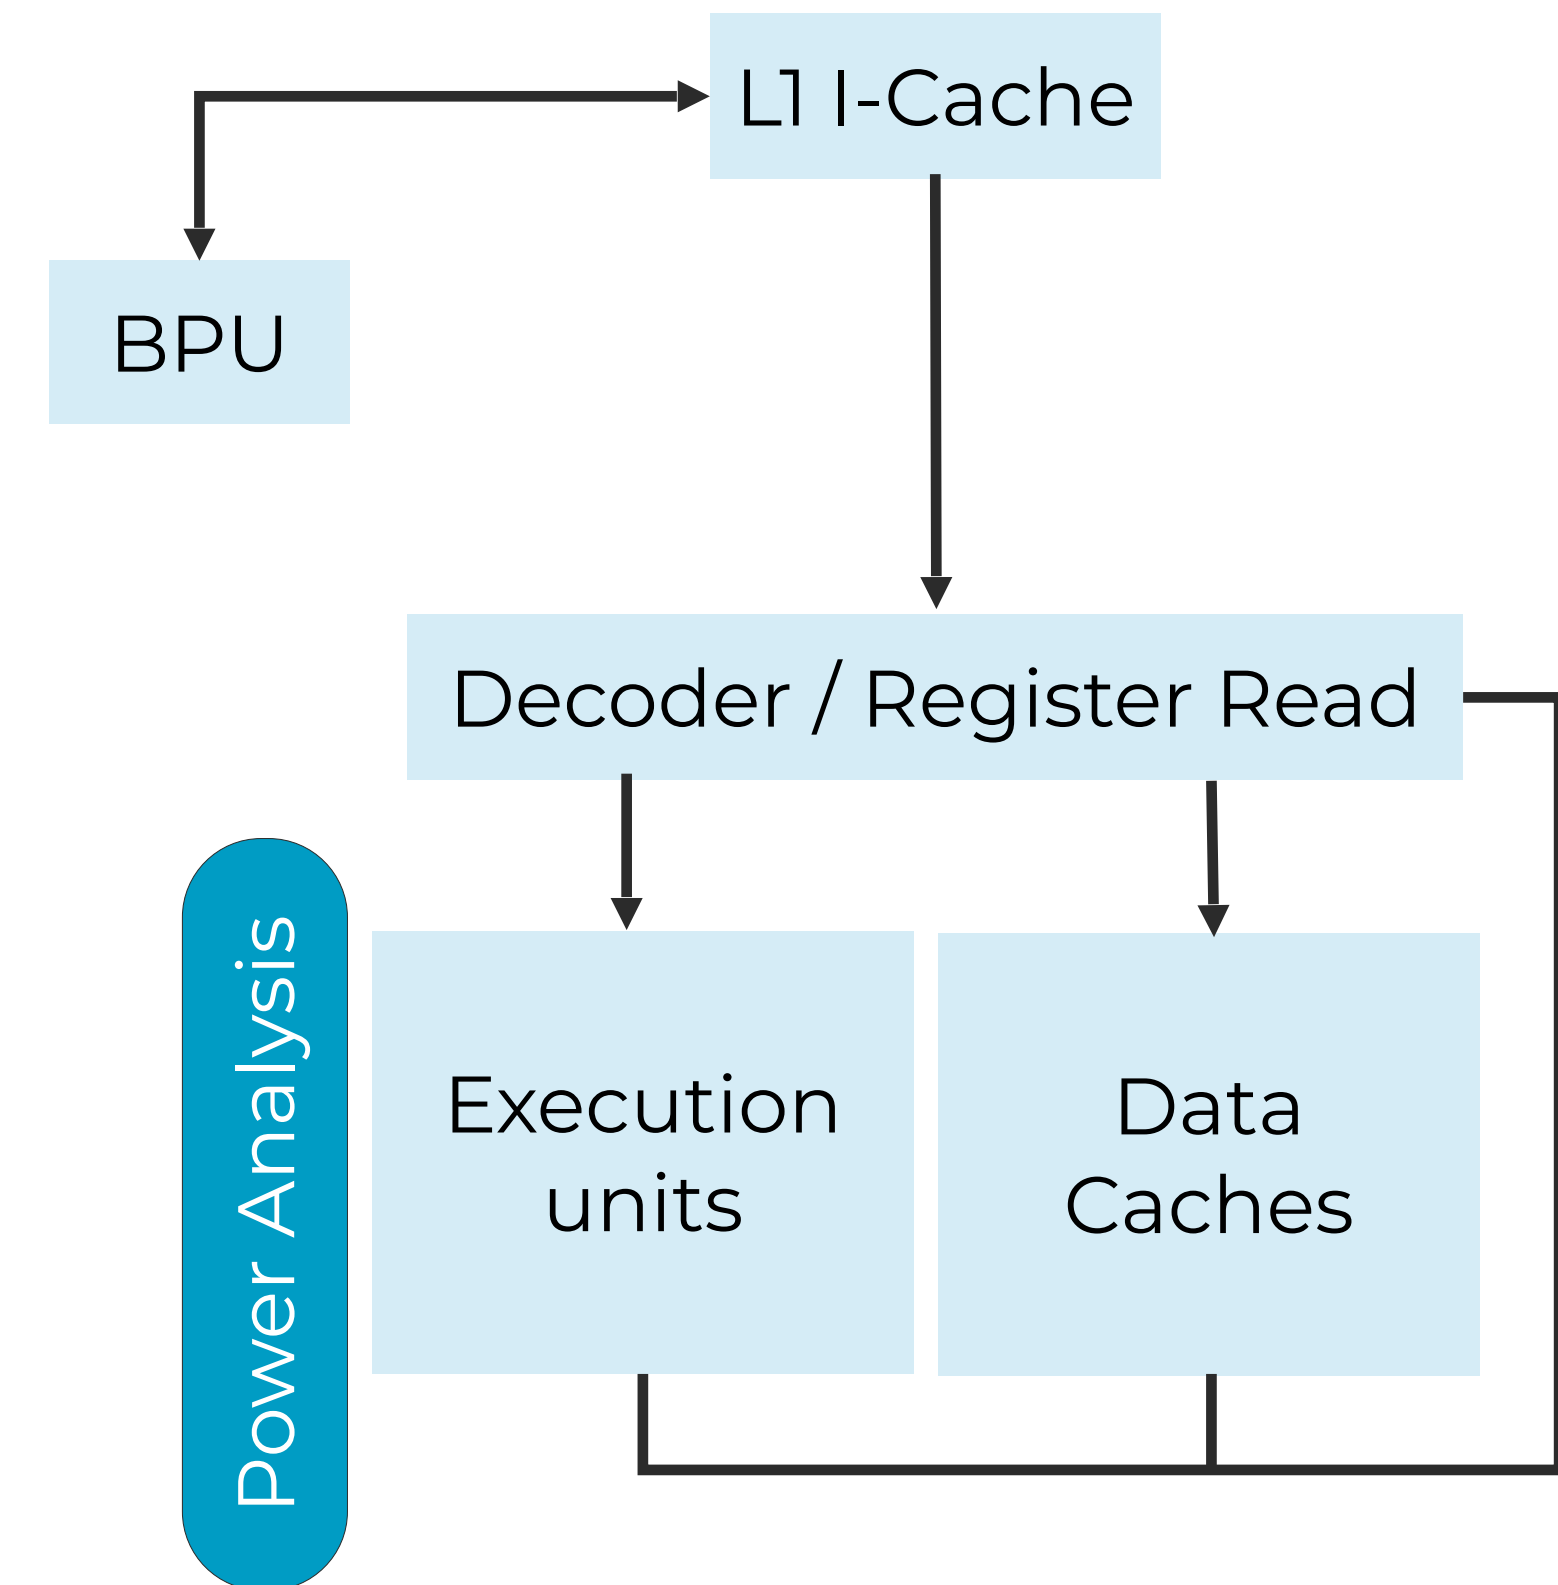 L1 I-Cache
BPU
Decoder / Register Read
Power Analysis
Execution
units
Data
Caches